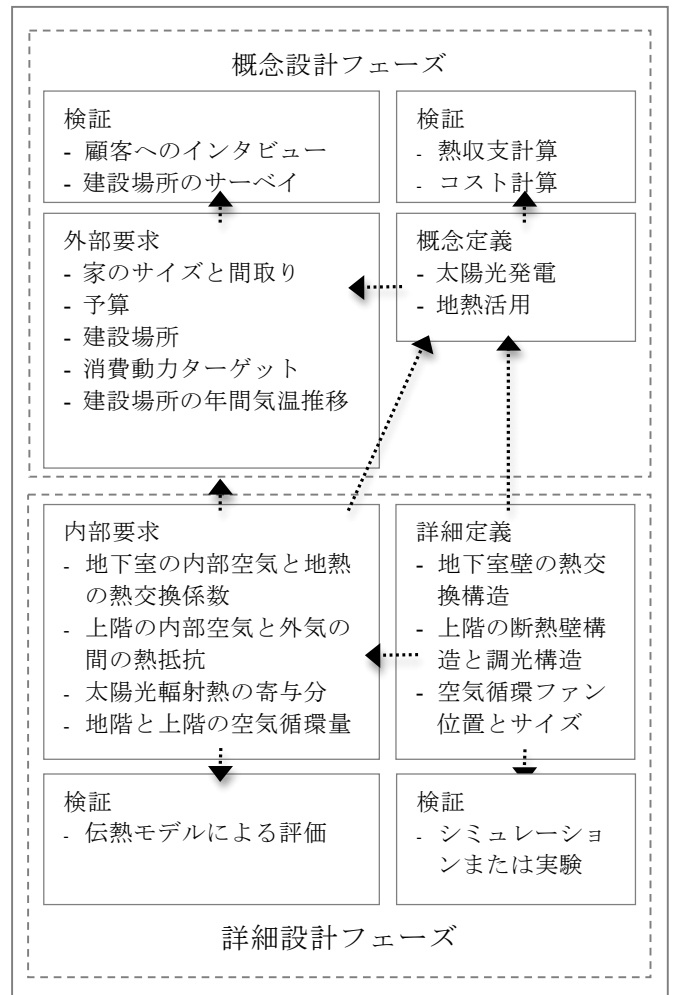 概念設計フェーズ
検証
- 顧客へのインタビュー
- 建設場所のサーベイ
検証
- 熱収支計算
- コスト計算
外部要求
- 家のサイズと間取り
- 予算
- 建設場所
- 消費動力ターゲット
- 建設場所の年間気温推移
概念定義
- 太陽光発電
- 地熱活用
内部要求
- 地下室の内部空気と地熱
の熱交換係数
- 上階の内部空気と外気の
間の熱抵抗
- 太陽光輻射熱の寄与分
- 地階と上階の空気循環量
詳細定義
- 地下室壁の熱交
換構造
- 上階の断熱壁構
造と調光構造
- 空気循環ファン
位置とサイズ
検証
- 伝熱モデルによる評価
検証
- シミュレーショ
ンまたは実験
詳細設計フェーズ